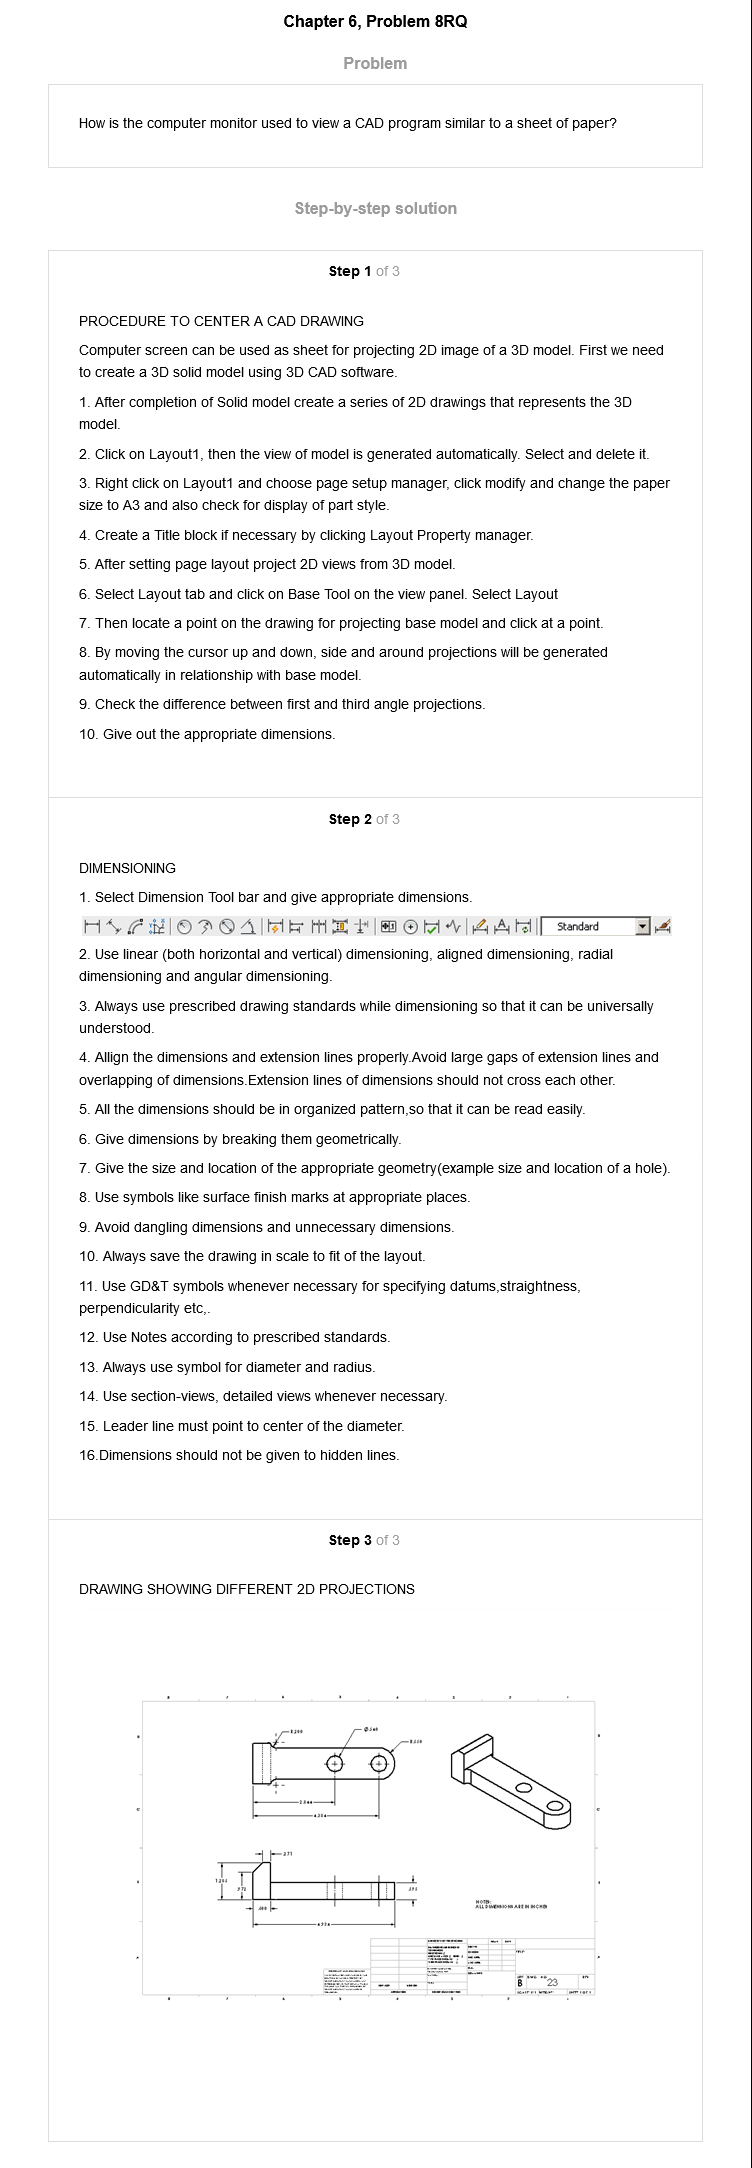 Chapter 6, Problem 8RQ
Problem
How is the computer monitor used to view a CAD program similar to a sheet of paper?
Step-by-step solution
Step 1 of 3
PROCEDURE TO CENTER A CAD DRAWING
Computer screen can be used as sheet for projecting 2D image of a 3D model. First we need
to create a 3D solid model using 3D CAD software.
1. After completion of Solid model create a series of 2D drawings that represents the 3D
model.
2. Click on Layout1, then the view of model is generated automatically. Select and delete it.
3. Right click on Layout1 and choose page setup manager, click modify and change the paper
size to A3 and also check for display of part style.
4. Create a Title block if necessary by clicking Layout Property manager.
5. After setting page layout project 2D views from 3D model.
6. Select Layout tab and click on Base Tool on the view panel. Select Layout
7. Then locate a point on the drawing for projecting base model and click at a point.
8. By moving the cursor up and down, side and around projections will be generated
automatically in relationship with base model.
9. Check the difference between first and third angle projections.
10. Give out the appropriate dimensions.
Step 2 of 3
DIMENSIONING
1. Select Dimension Tool bar and give appropriate dimensions.
Standard
2. Use linear (both horizontal and vertical) dimensioning, aligned dimensioning, radial
dimensioning and angular dimensioning.
3. Always use prescribed drawing standards while dimensioning so that it can be universally
understood.
4. Allign the dimensions and extension lines properly.Avoid large gaps of extension lines and
overlapping of dimensions.Extension lines of dimensions should not cross each other.
5. All the dimensions should be in organized pattern,so that it can be read easily.
6. Give dimensions by breaking them geometrically.
7. Give the size and location of the appropriate geometry(example size and location of a hole).
8. Use symbols like surface finish marks at appropriate places.
9. Avoid dangling dimensions and unnecessary dimensions.
10. Always save the drawing in scale to fit of the layout.
11. Use GD&T symbols whenever necessary for specifying datums,straightness,
perpendicularity etc,.
12. Use Notes according to prescribed standards.
13. Always use symbol for diameter and radius.
14. Use section-views, detailed views whenever necessary.
15. Leader line must point to center of the diameter.
16.Dimensions should not be given to hidden lines.
Step 3 of 3
DRAWING SHOWING DIFFERENT 2D PROJECTIONS
NOTE:
ALL DIMENSIONS ARE IN INCHES
B
23